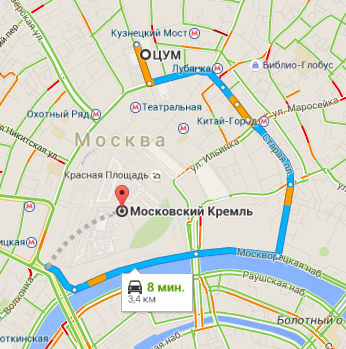 Кузнецкий Мост
ЦУМ
Лубянка
Библио-Глобус
Охотный Ряд
Театральная
Китай-Город
ул. Маросейка
Никитская ул.
Москва
ул. Ильинка
Старая пл.
Красная Площадь
Московский Кремль
Москворецкая наб.
Раушская наб.
8 мин.
3,4 км
ул. Волхонка
Болотный о